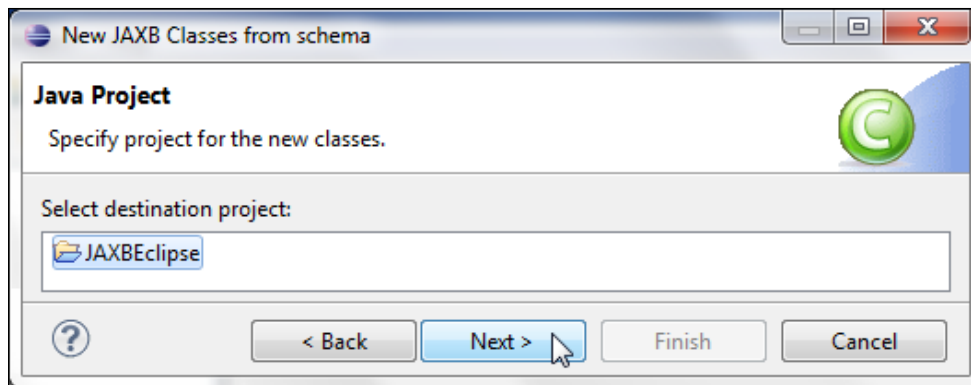 New JAXB Classes from schema
Java Project
Specify project for the new classes.
C
Select destination project:
JAXBEclipse
?
< Back
Next >
Finish
Cancel